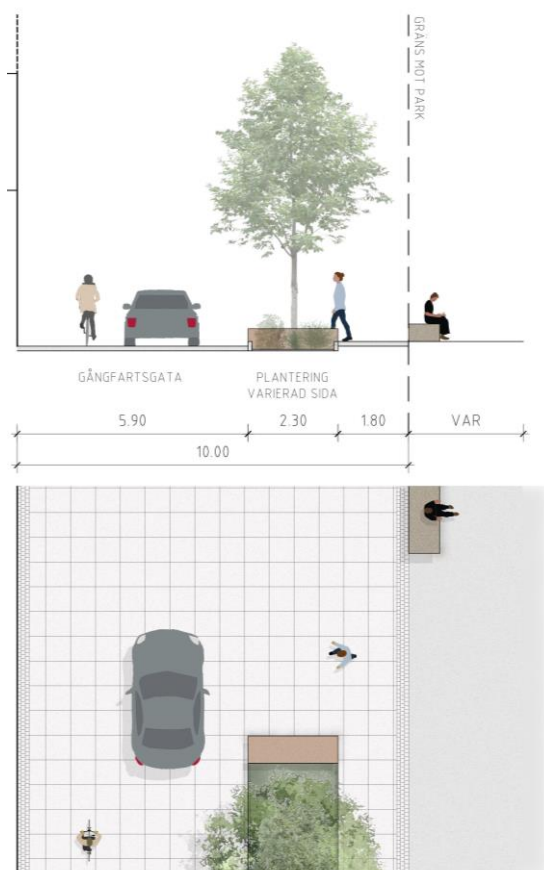 GRÄNS MOT PARK
GÅNGFARTSGATA
PLANTERING
VARIERAD SIDA
5.90
2.30
1.80
VAR
10.00